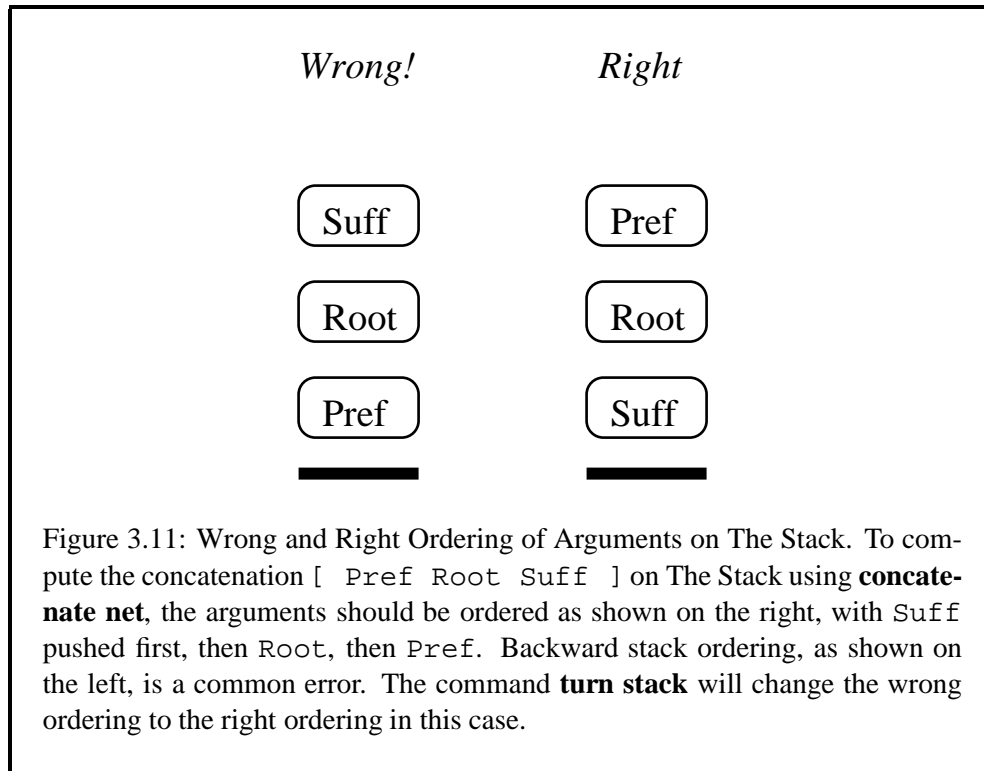 Wrong! Right
Suff Pref
Root Root
Pref Suff
Figure 3.11: Wrong and Right Ordering of Arguments on The Stack. To com-
pute the concatenation [ Pref Root Suff ] on The Stack using concate-
nate net, the arguments should be ordered as shown on the right, with Suff
pushed first, then Root, then Pref. Backward stack ordering, as shown on
the left, is a common error. The command turn stack will change the wrong
ordering to the right ordering in this case.